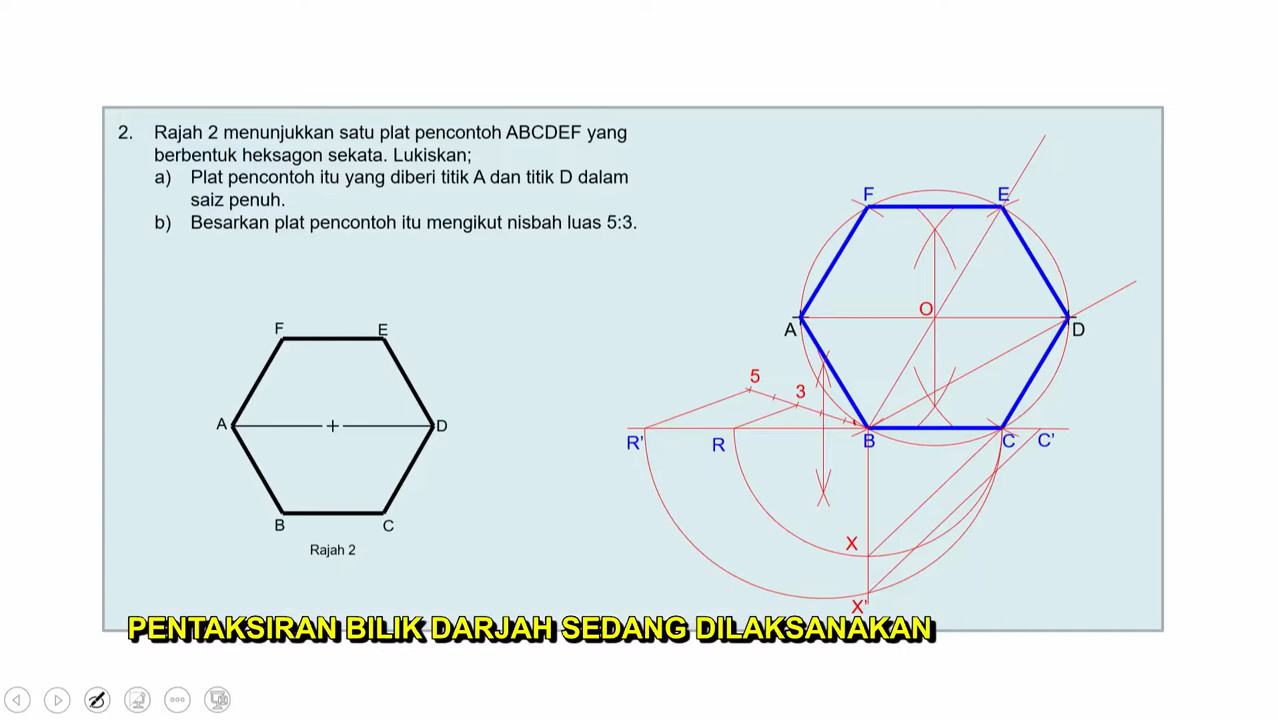 2. Rajah 2 menunjukkan satu plat pencontoh ABCDEF yang
berbentuk heksagon sekata. Lukiskan;
a) Plat pencontoh itu yang diberi titik A dan titik D dalam
saiz penuh.
b) Besarkan plat pencontoh itu mengikut nisbah luas 5:3.
F E
A D
B C
Rajah 2
F E
O
A D
5
3
R' R B C C'
X
X'
PENTAKSIRAN BILIK DARJAH SEDANG DILAKSANAKAN